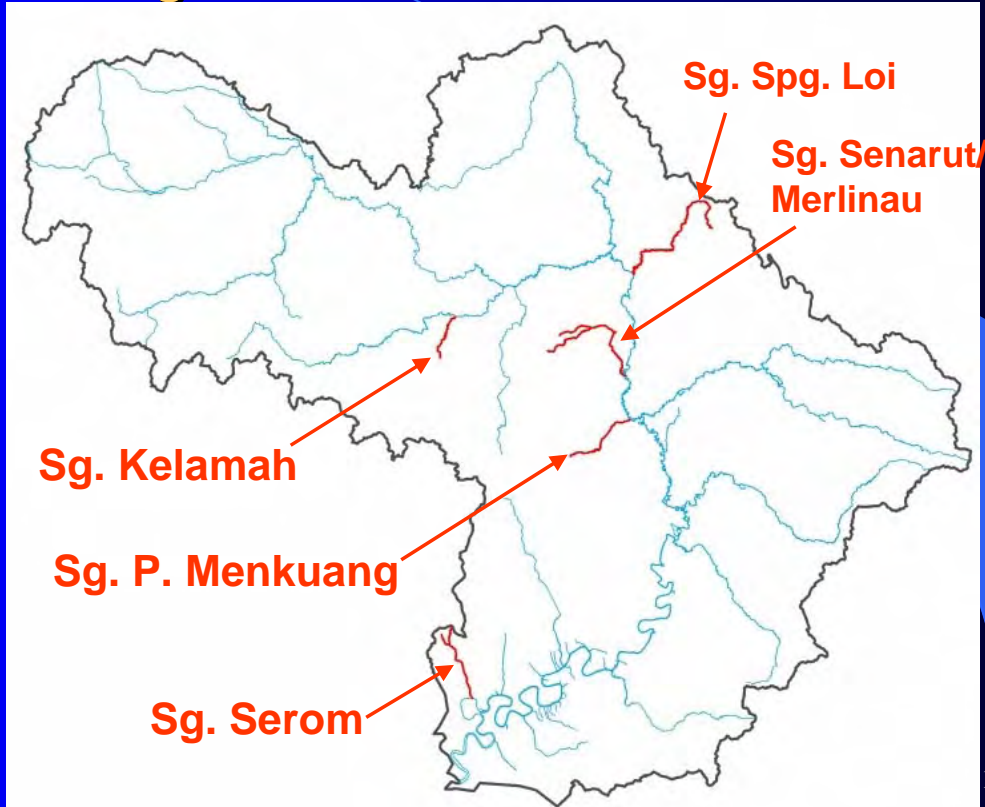 Sg. Spg. Loi
Sg. Senarut/
Merlinau
Sg. Kelamah
Sg. P. Menkuang
Sg. Serom